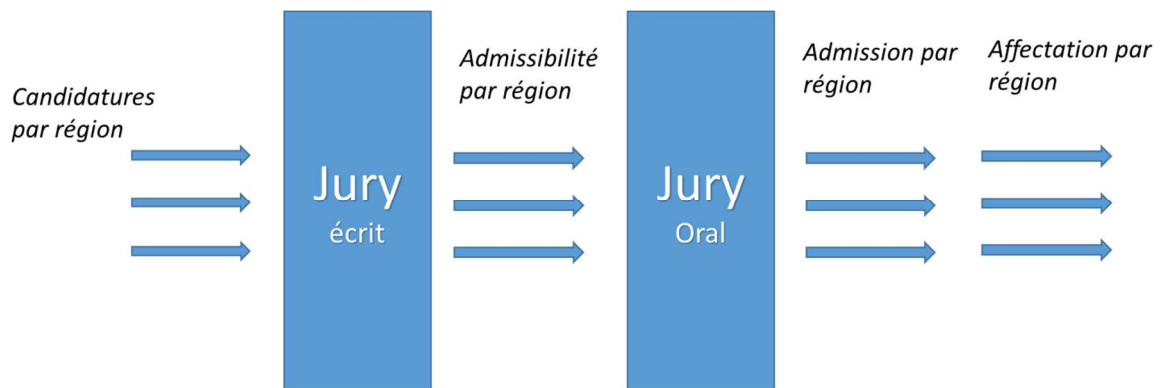 Candidatures
par région
Jury
écrit
Admissibilité
par région
Jury
Oral
Admission par
région
Affectation par
région